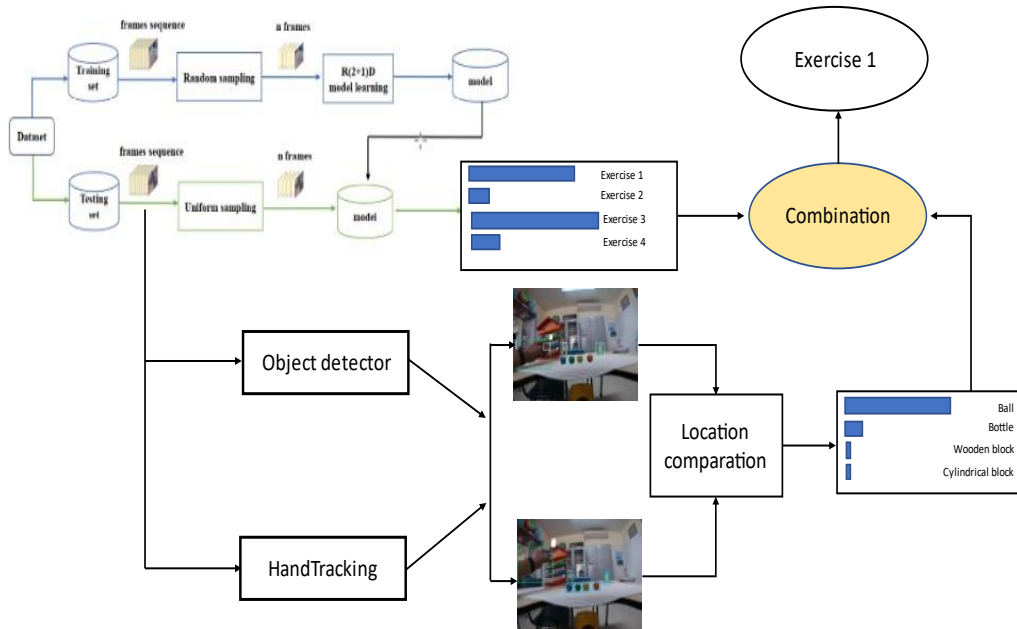 frames sequence
n frames
Training
set
Random sampling
R(2+1)D
model learning
model
Dataset
frames sequence
n frames
Testing
set
Uniform sampling
model
Exercise 1
Exercise 2
Exercise 3
Exercise 4
Exercise 1
Combination
Object detector
HandTracking
Location
comparation
Ball
Bottle
Wooden block
Cylindrical block